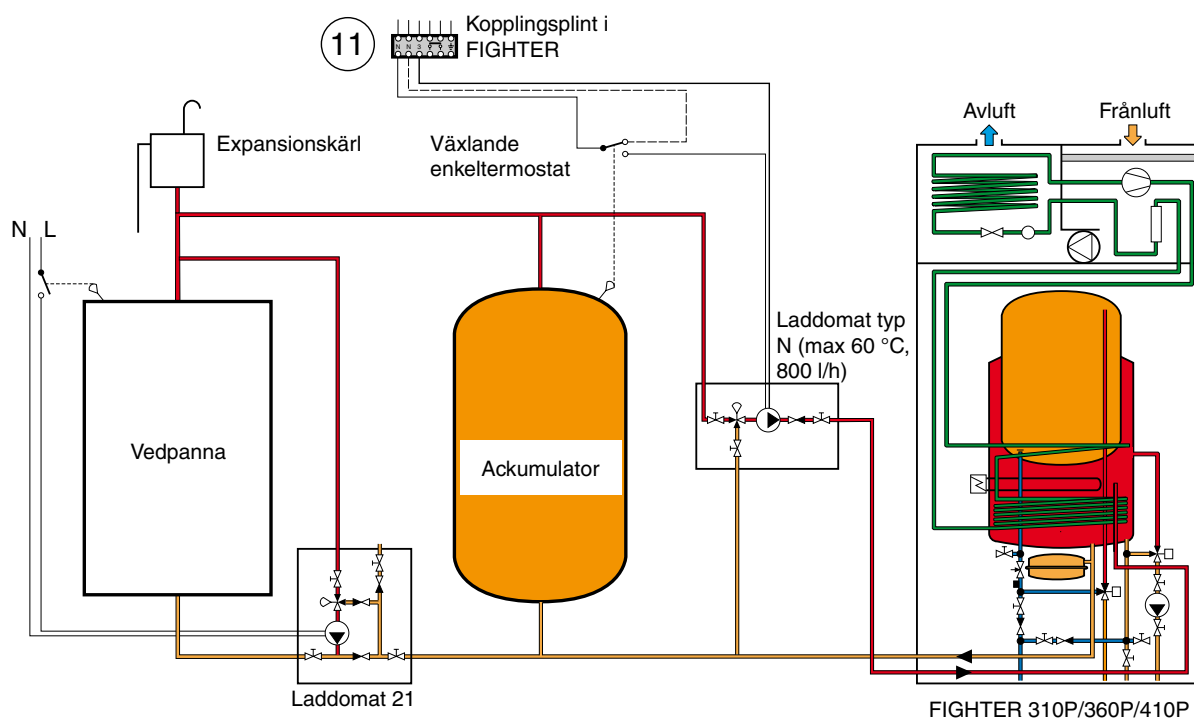 11
Kopplingsplint i
FIGHTER
N N 3
Avluft
Frånluft
Expansionskärl
Växlande
enkeltermostat
N L
Laddomat typ
N (max 60 °C,
800 l/h)
Vedpanna
Ackumulator
Laddomat 21
FIGHTER 310P/360P/410P